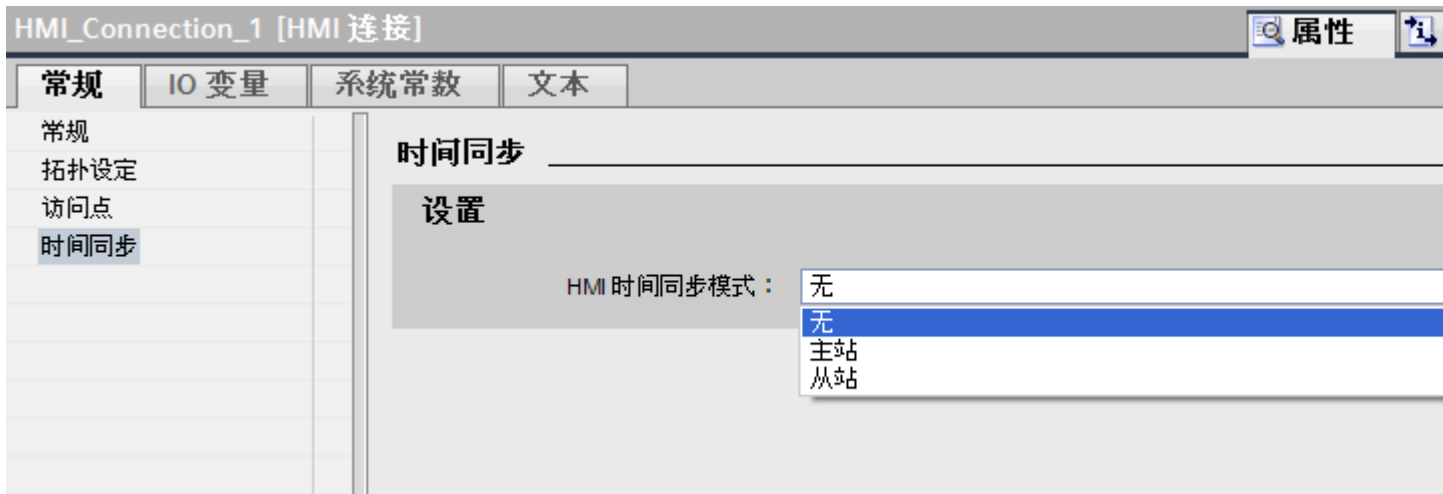 HMI_Connection_1 [HMI 连接]
属性
常规 IO 变量 系统常数 文本
常规
拓扑设定
访问点
时间同步
时间同步
设置
HMI 时间同步模式：
无
无
主站
从站